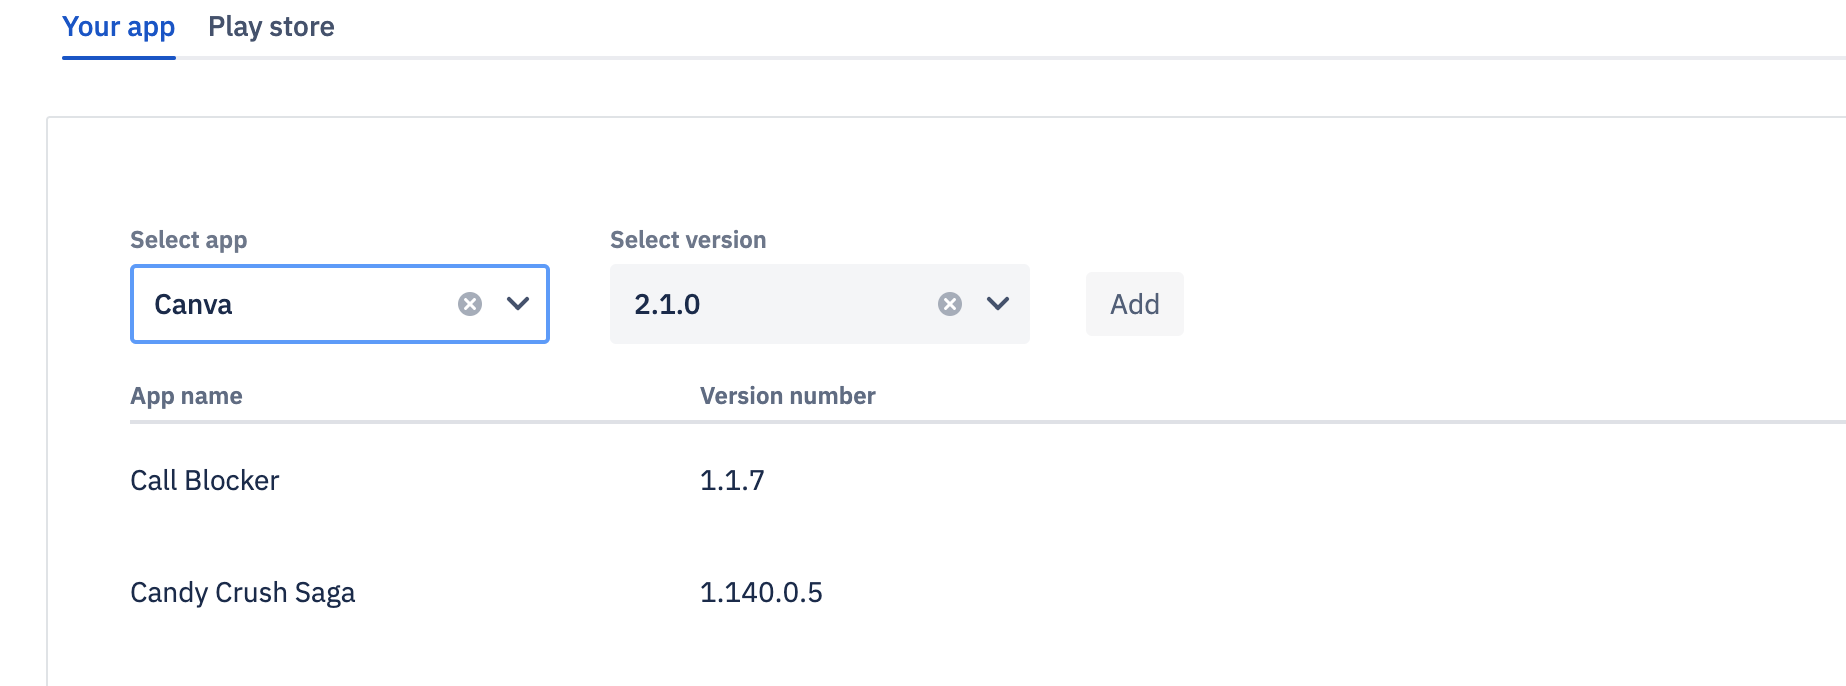 Your app Play store
Select app Select version
Canva 2.1.0 Add
App name Version number
Call Blocker 1.1.7
Candy Crush Saga 1.140.0.5